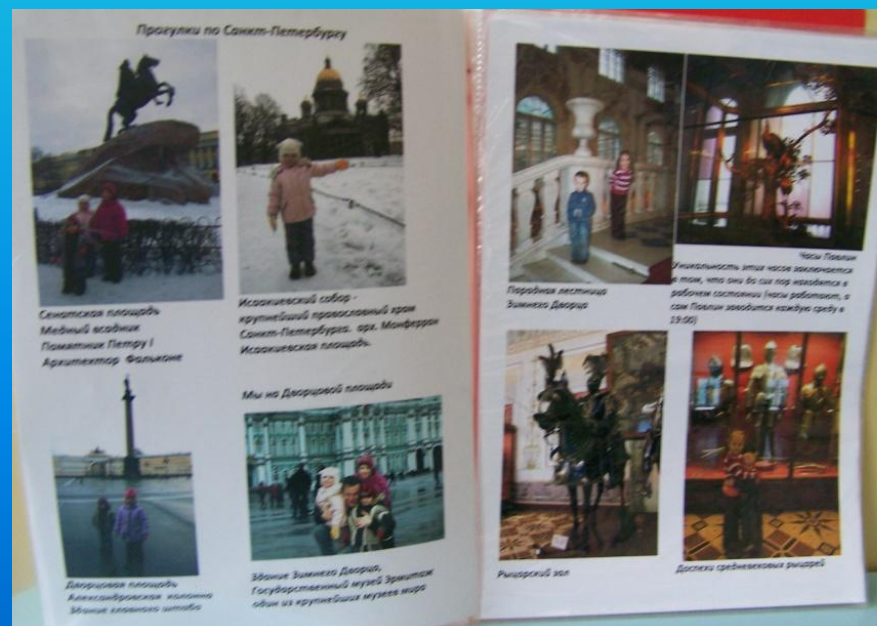 Прогулки по Санкт-Петербургу
Сенатская площадь
Медный всадник
Памятник Петру I
Архитектор Фальконе
Исаакиевский собор -
крупнейший православный храм
Санкт-Петербурга. арх. Монферран
Исаакиевская площадь.
Дворцовая площадь
Александровская колонна
Здание главного штаба
Мы на Дворцовой площади
Здание Зимнего Дворца,
Государственный музей Эрмитаж
один из крупнейших музеев мира
Парадная лестница
Зимнего Дворца
Часы Павлин
Уникальность этих часов заключается
в том, что они до сих пор находятся в
рабочем состоянии (часы работают, а
сам Павлин заводится каждую среду в
19:00)
Рыцарский зал
Доспехи средневековых рыцарей